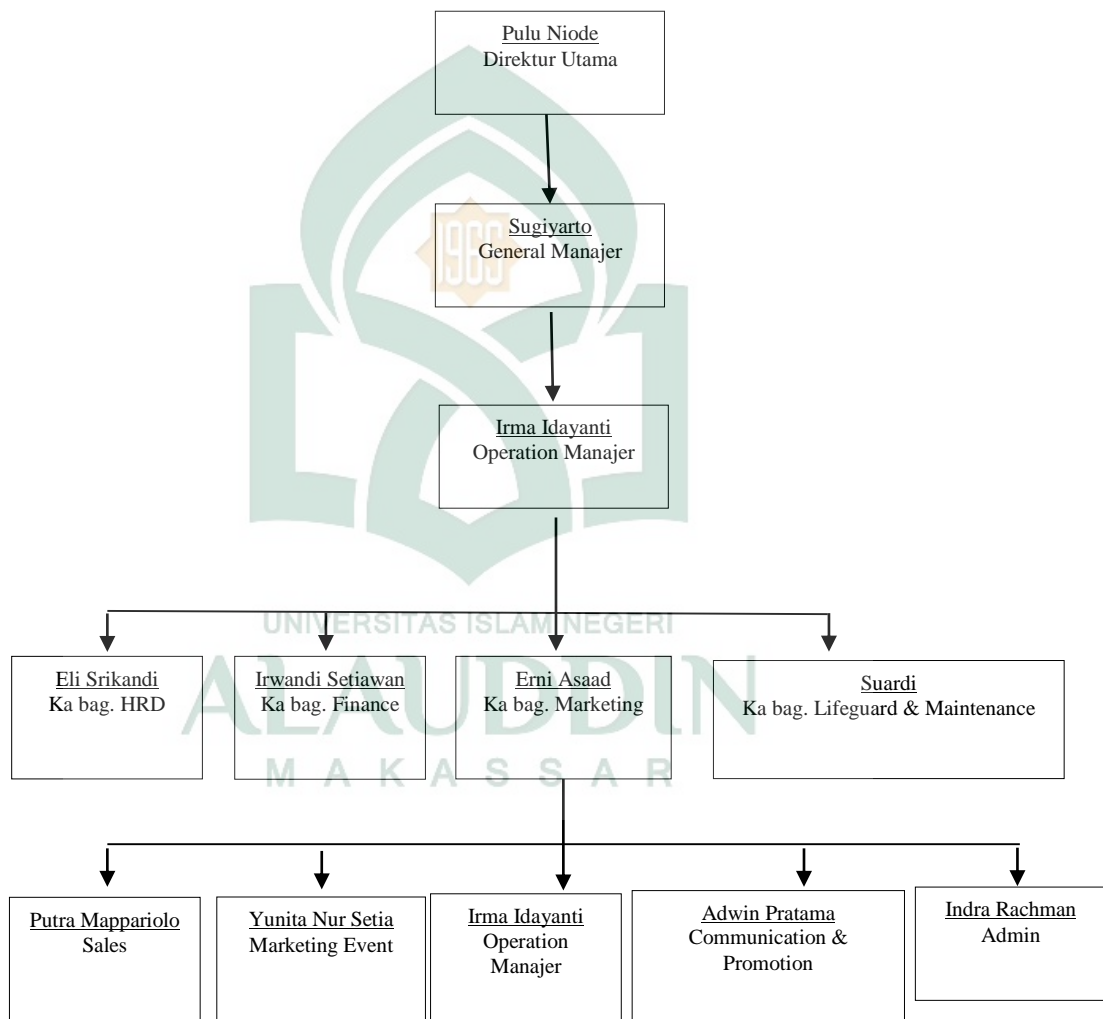 Pulu Niode
Direktur Utama
Sugiyarto
General Manajer
1965
Irma Idayanti
Operation Manajer
UNIVERSITAS ISLAM NEGERI
ALAUDDIN
MAKASSAR
Eli Srikandi
Ka bag. HRD
Irwandi Setiawan
Ka bag. Finance
Erni Asaad
Ka bag. Marketing
Suardi
Ka bag. Lifeguard & Maintenance
Putra Mappariolo
Sales
Yunita Nur Setia
Marketing Event
Irma Idayanti
Operation
Manajer
Adwin Pratama
Communication &
Promotion
Indra Rachman
Admin